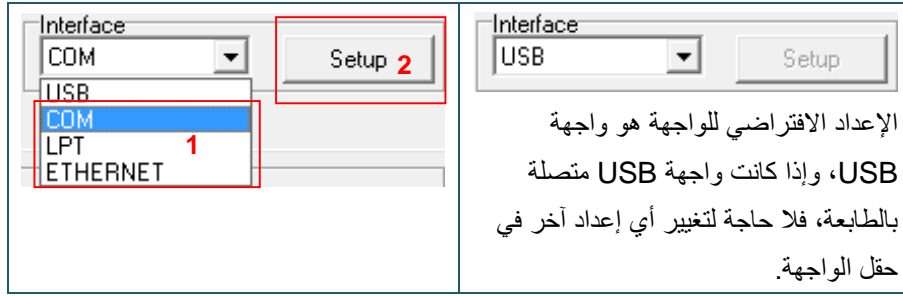 Interface
COM
Setup 2
USB
COM
LPT
ETHERNET
1
Interface
USB
Setup
الإعداد الافتراضي للواجهة هو واجهة
USB، وإذا كانت واجهة USB متصلة
بالطابعة، فلا حاجة لتغيير أي إعداد آخر في
حقل الواجهة.